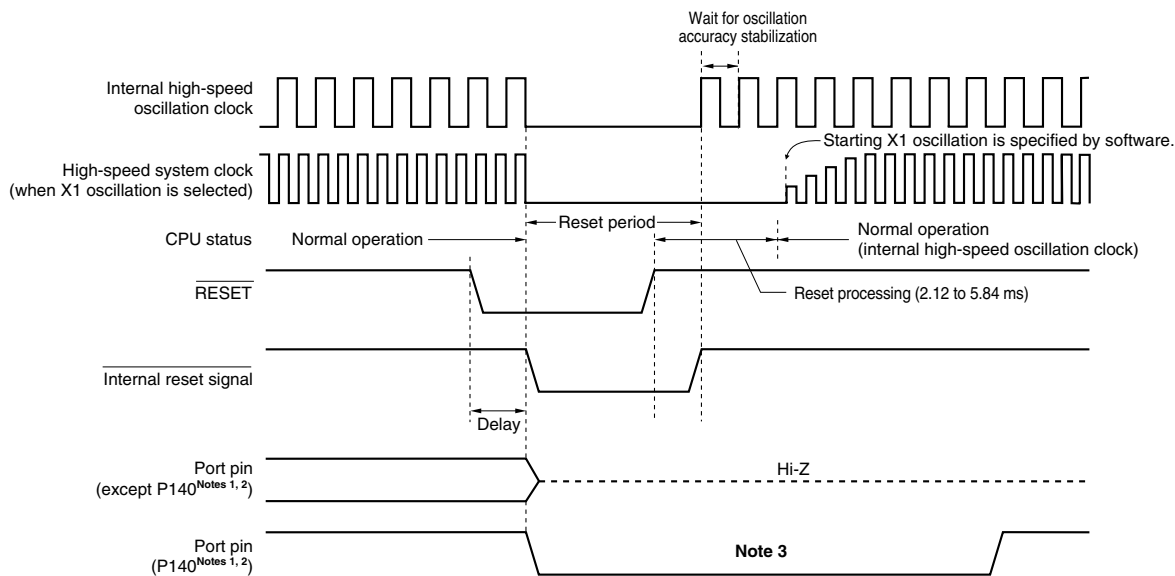 Wait for oscillation
accuracy stabilization
Internal high-speed
oscillation clock
Starting X1 oscillation is specified by software.
High-speed system clock
(when X1 oscillation is selected)
Reset period
CPU status
Normal operation
Normal operation
(internal high-speed oscillation clock)
RESET
Reset processing (2.12 to 5.84 ms)
Internal reset signal
Delay
Port pin
(except P140Notes 1, 2)
Hi-Z
Port pin
(P140Notes 1, 2)
Note 3